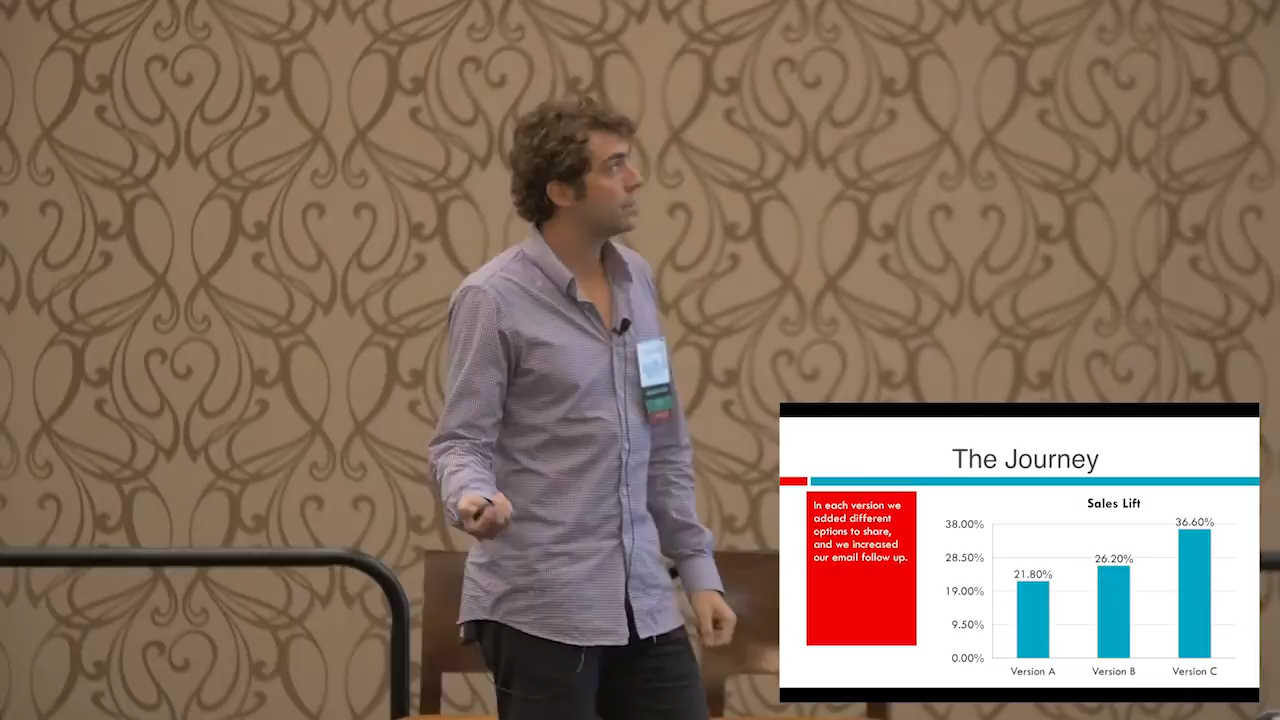 The Journey
In each version we
added different
options to share,
and we increased
our email follow up.
Sales Lift
38.00%
28.50%
19.00%
9.50%
0.00%
21.80%
26.20%
36.60%
Version A
Version B
Version C